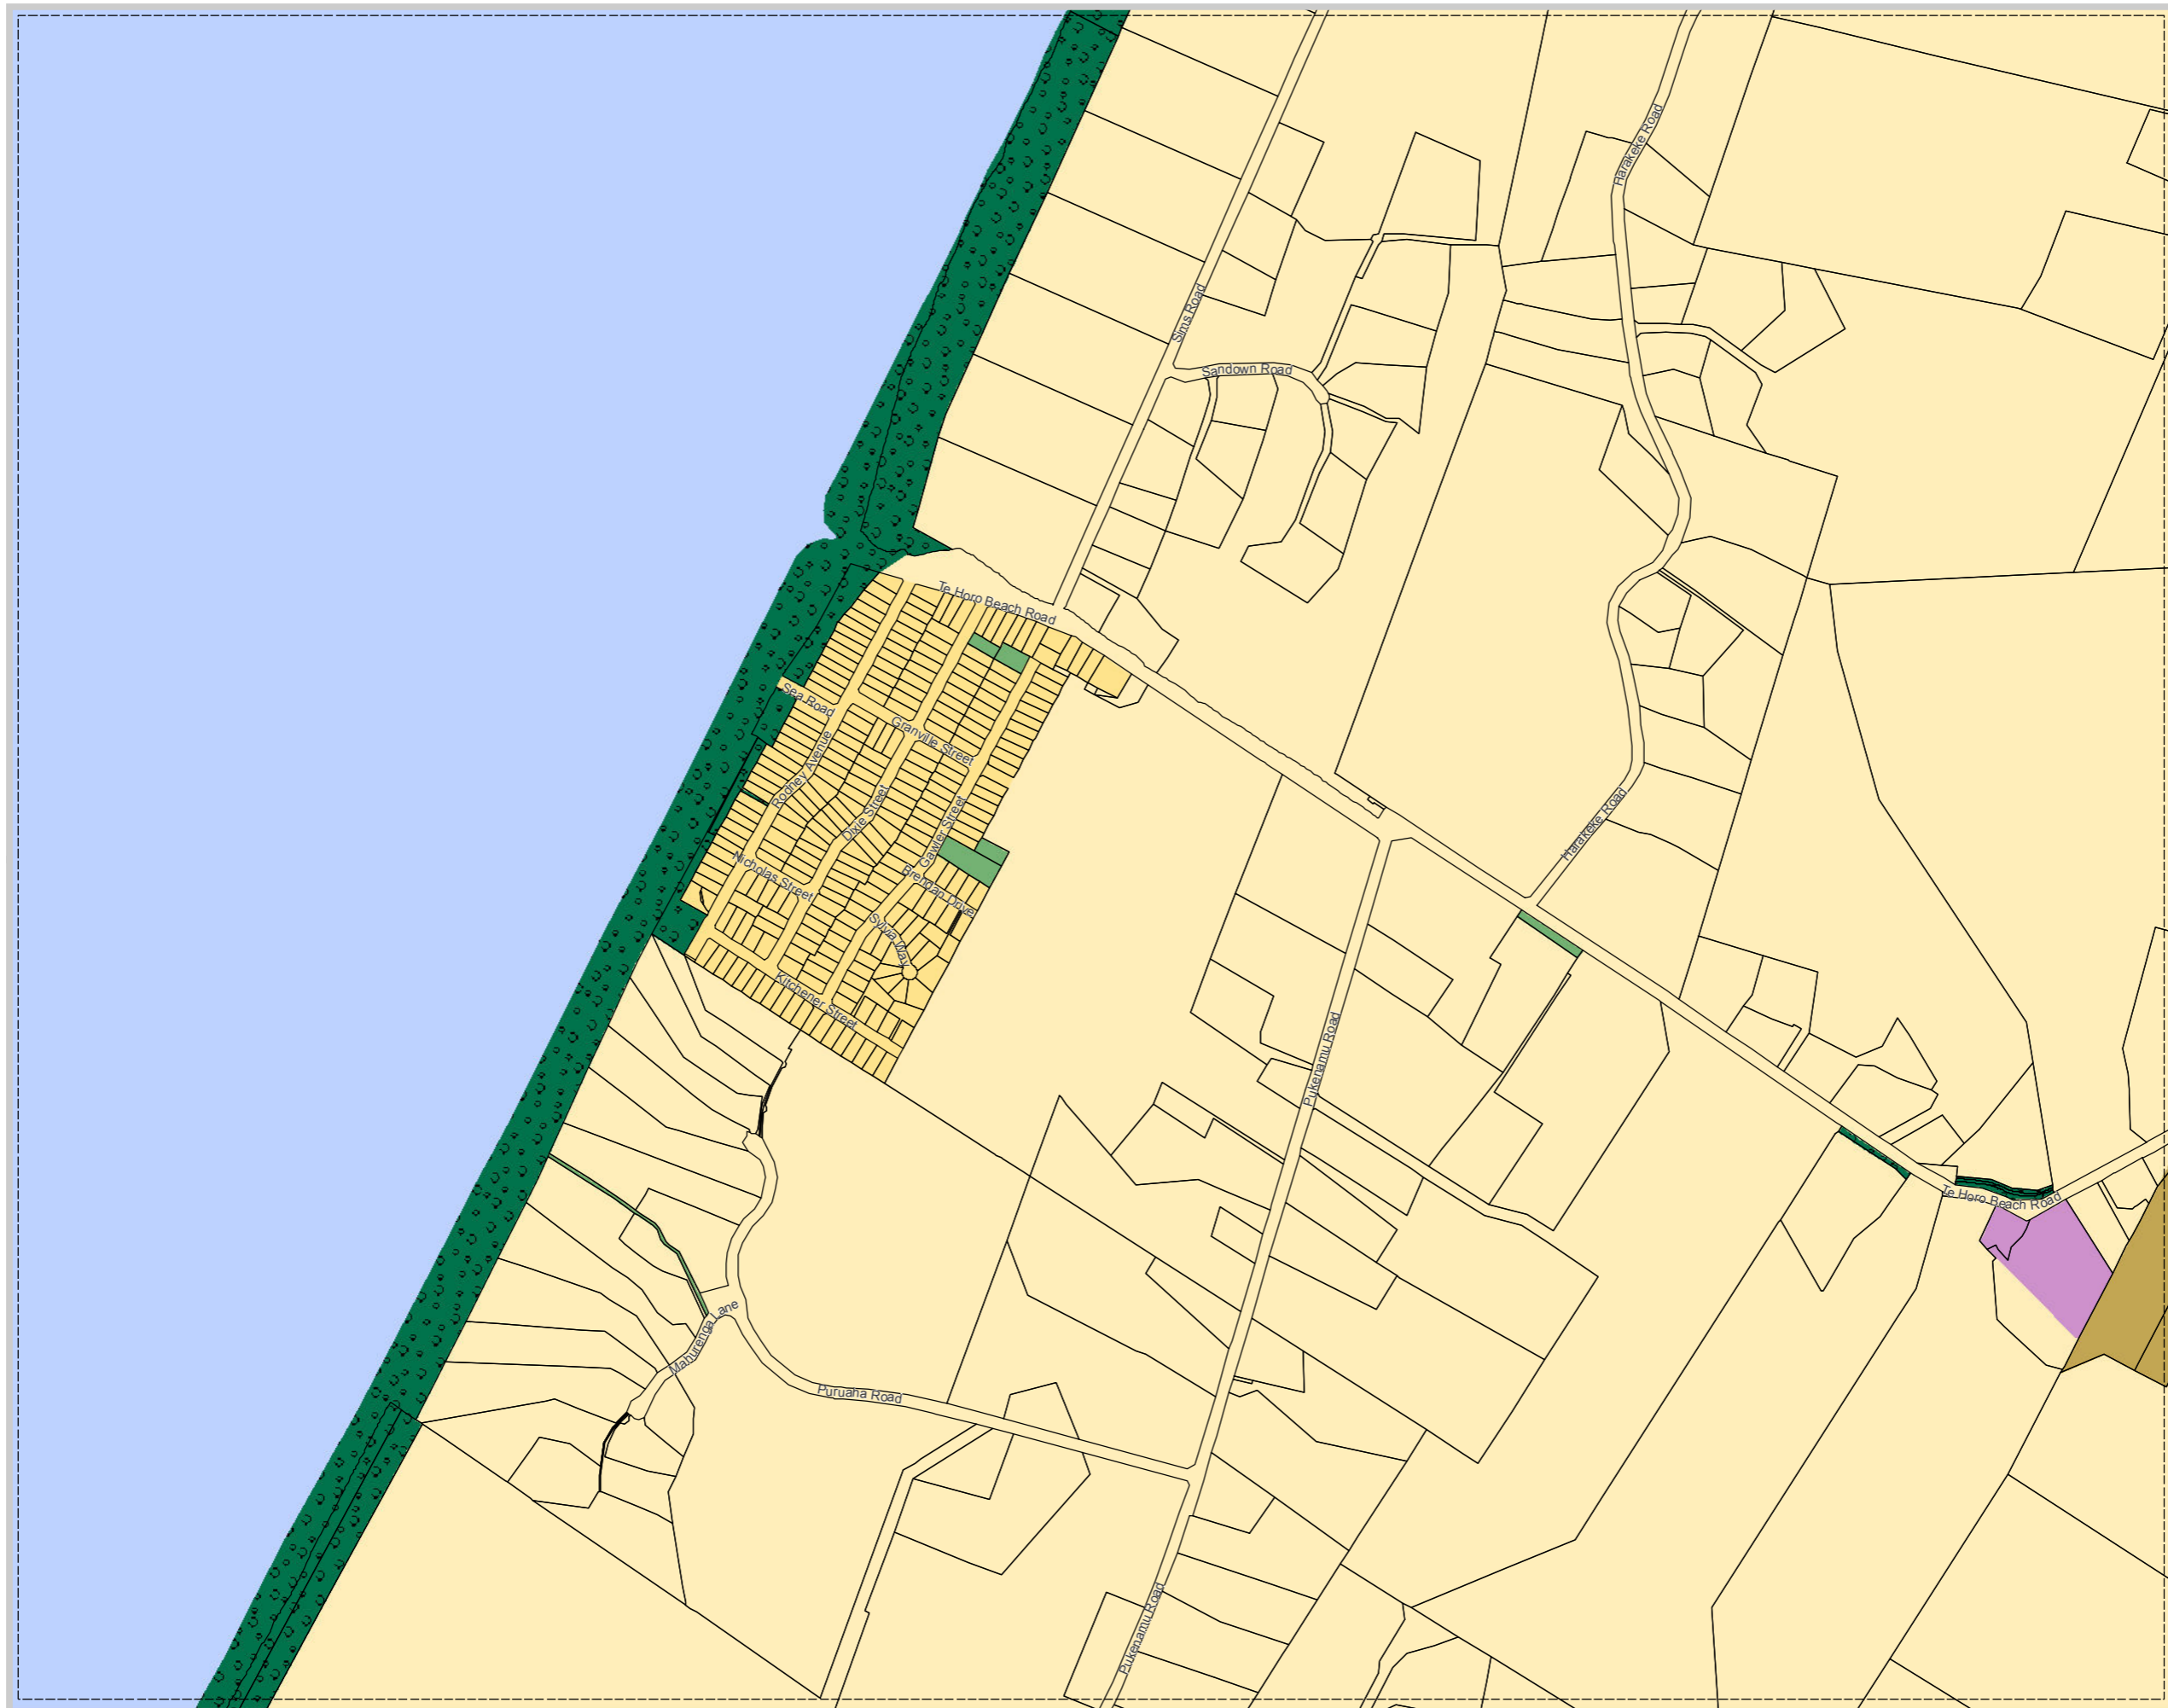 Harakeke Road
Sims Road
Sandown Road
Te Horo Beach Road
Sea Road
Granville Street
Rodney Avenue
Dixie Street
Gawler Street
Harakeke Road
Nicholas Street
Brendan Drive
Sylvia Way
Kitchener Street
Pukenamu Road
Te Horo Beach Road
Mahurenga Lane
Puruaha Road
Pukenamu Road